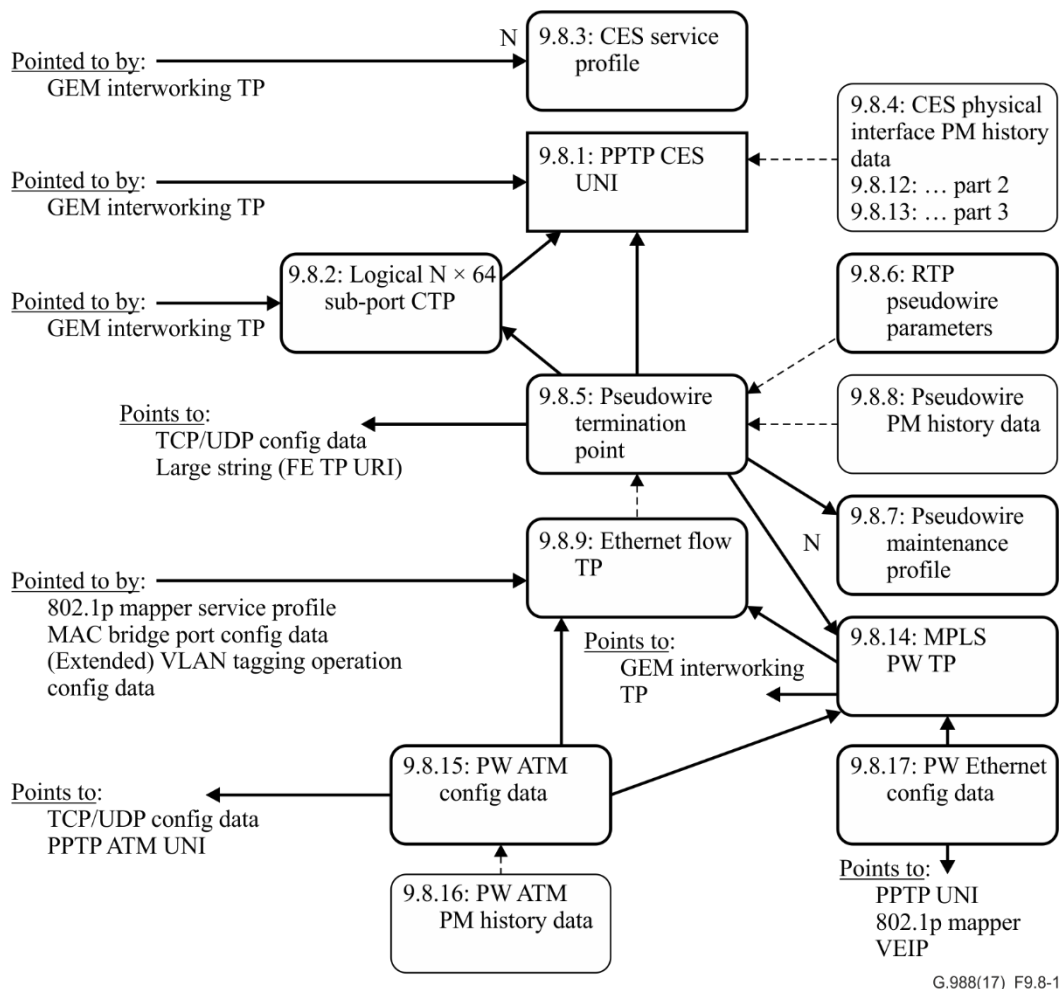 N
9.8.3: CES service
profile
Pointed to by:
GEM interworking TP
9.8.4: CES physical
interface PM history
data
9.8.12: … part 2
9.8.13: … part 3
9.8.1: PPTP CES
UNI
Pointed to by:
GEM interworking TP
9.8.2: Logical N × 64
sub-port CTP
9.8.6: RTP
pseudowire
parameters
Pointed to by:
GEM interworking TP
9.8.5: Pseudowire
termination
point
9.8.8: Pseudowire
PM history data
Points to:
TCP/UDP config data
Large string (FE TP URI)
9.8.7: Pseudowire
maintenance
profile
N
9.8.9: Ethernet flow
TP
Pointed to by:
802.1p mapper service profile
MAC bridge port config data
(Extended) VLAN tagging operation
config data
9.8.14: MPLS
PW TP
Points to:
GEM interworking
TP
9.8.15: PW ATM
config data
9.8.17: PW Ethernet
config data
Points to:
TCP/UDP config data
PPTP ATM UNI
Points to:
PPTP UNI
802.1p mapper
VEIP
9.8.16: PW ATM
PM history data
G.988(17)_F9.8-1